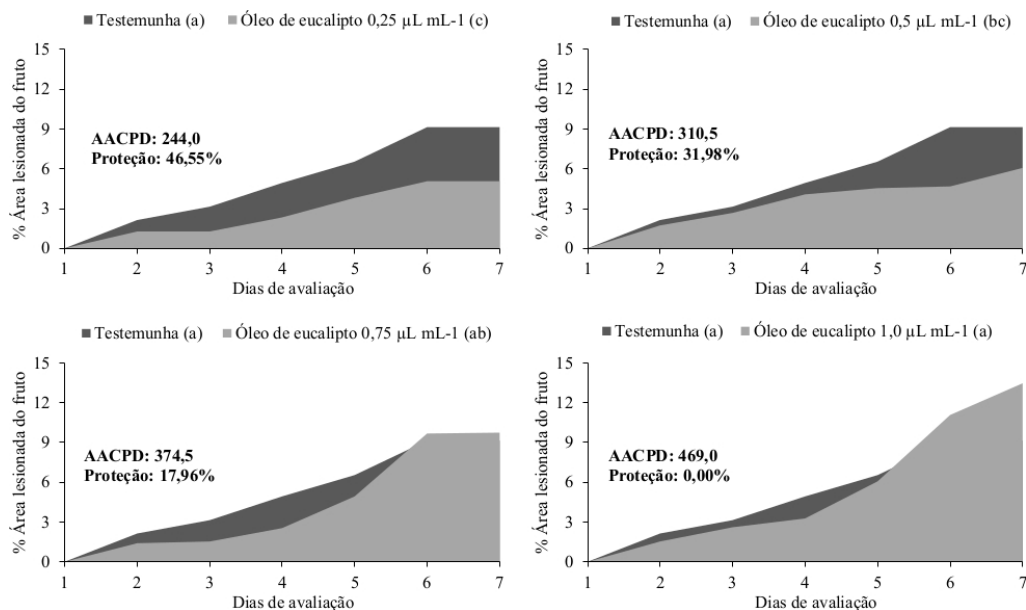 Testemunha (a) Óleo de eucalipto 0,25 µL mL-1 (c)
15
12
9
6
3
0
% Área lesionada do fruto
AACPD: 244,0
Proteção: 46,55%
1 2 3 4 5 6 7
Dias de avaliação
Testemunha (a) Óleo de eucalipto 0,5 µL mL-1 (bc)
15
12
9
6
3
0
% Área lesionada do fruto
AACPD: 310,5
Proteção: 31,98%
1 2 3 4 5 6 7
Dias de avaliação
Testemunha (a) Óleo de eucalipto 0,75 µL mL-1 (ab)
15
12
9
6
3
0
% Área lesionada do fruto
AACPD: 374,5
Proteção: 17,96%
1 2 3 4 5 6 7
Dias de avaliação
Testemunha (a) Óleo de eucalipto 1,0 µL mL-1 (a)
15
12
9
6
3
0
% Área lesionada do fruto
AACPD: 469,0
Proteção: 0,00%
1 2 3 4 5 6 7
Dias de avaliação